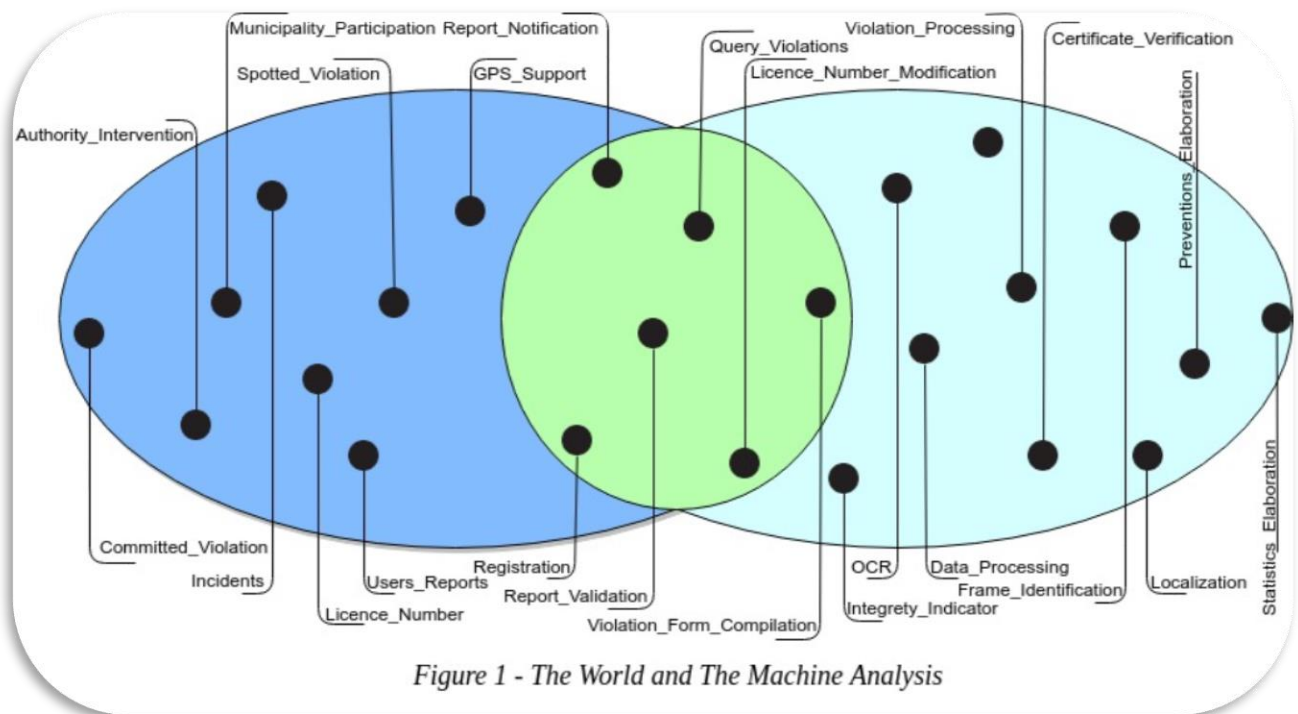 Municipality_Participation
Report_Notification
Violation_Processing
Query_Violations
Certificate_Verification
Spotted_Violation
GPS_Support
Licence_Number_Modification
Authority_Intervention
Preventions_Elaboration
Committed_Violation
Incidents
Users_Reports
Licence_Number
Registration
Report_Validation
Violation_Form_Compilation
OCR
Data_Processing
Frame_Identification
Integrety_Indicator
Localization
Statistics_Elaboration
Figure 1 - The World and The Machine Analysis